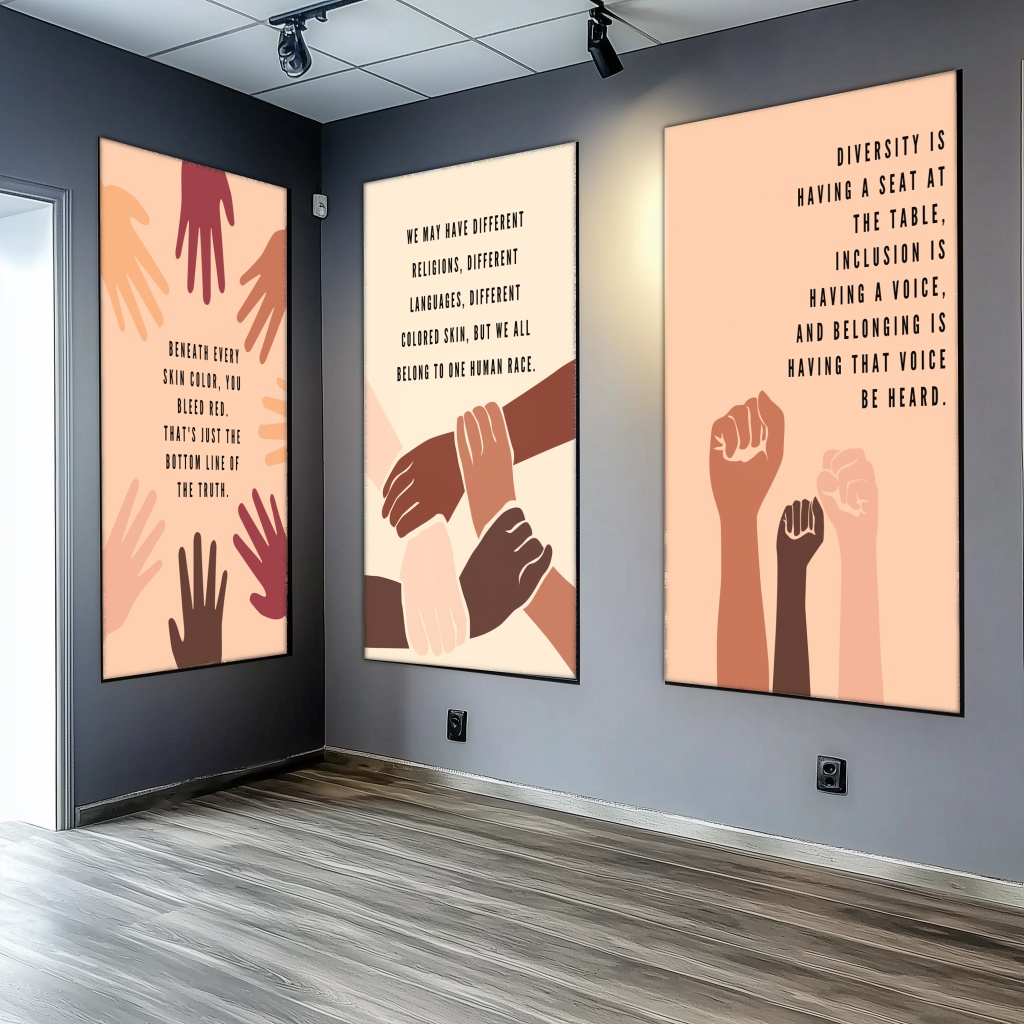 BENEATH EVERY
SKIN COLOR, YOU
BLEED RED.
THAT'S JUST THE
BOTTOM LINE OF
THE TRUTH.
WE MAY HAVE DIFFERENT
RELIGIONS, DIFFERENT
LANGUAGES, DIFFERENT
COLORED SKIN, BUT WE ALL
BELONG TO ONE HUMAN RACE.
DIVERSITY IS
HAVING A SEAT AT
THE TABLE,
INCLUSION IS
HAVING A VOICE,
AND BELONGING IS
HAVING THAT VOICE
BE HEARD.